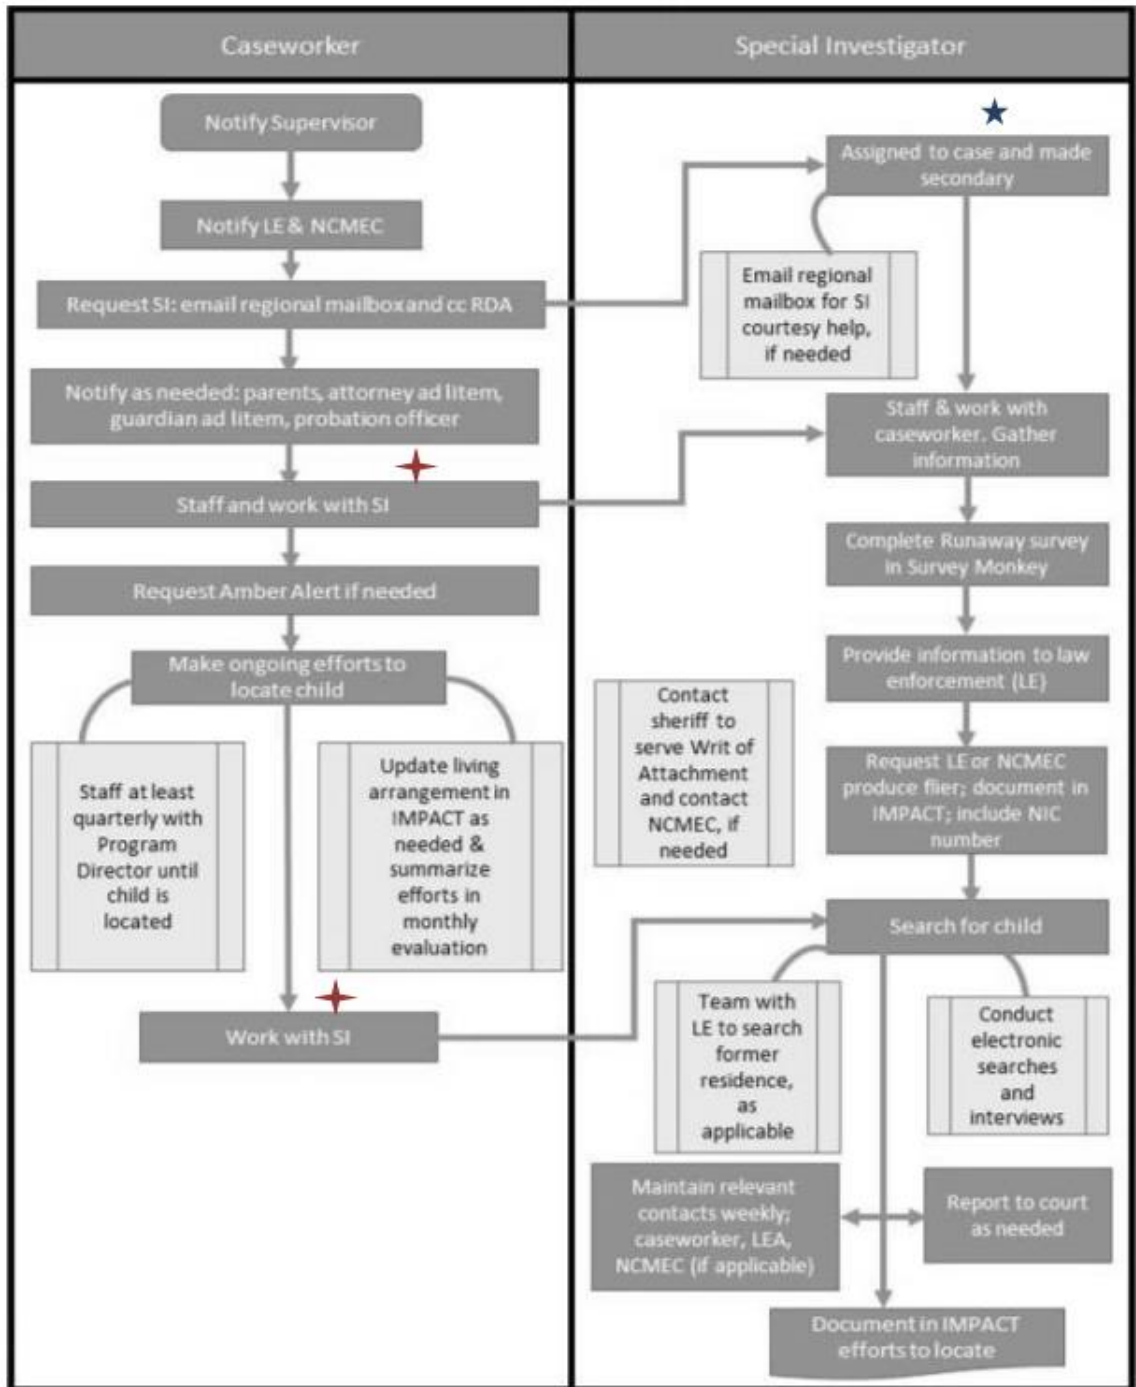 Caseworker
Special Investigator
Notify Supervisor
Notify LE & NCMEC
Request SI: email regional mailbox and cc RDA
Notify as needed: parents, attorney ad litem,
guardian ad litem, probation officer
Staff and work with SI
Request Amber Alert if needed
Make ongoing efforts to
locate child
Staff at least
quarterly with
Program
Director until
child is
located
Update living
arrangement in
IMPACT as
needed &
summarize
efforts in
monthly
evaluation
Work with SI
Assigned to case and made
secondary
Email regional
mailbox for SI
courtesy help,
if needed
Staff & work with
caseworker. Gather
information
Complete Runaway survey
in Survey Monkey
Provide information to law
enforcement (LE)
Contact
sheriff to
serve Writ of
Attachment
and contact
NCMEC, if
needed
Request LE or NCMEC
produce flier; document in
IMPACT; include NIC
number
Search for child
Team with
LE to search
former
residence,
as
applicable
Conduct
electronic
searches
and
interviews
Maintain relevant
contacts weekly;
caseworker, LEA,
NCMEC (if applicable)
Report to court
as needed
Document in IMPACT
efforts to locate